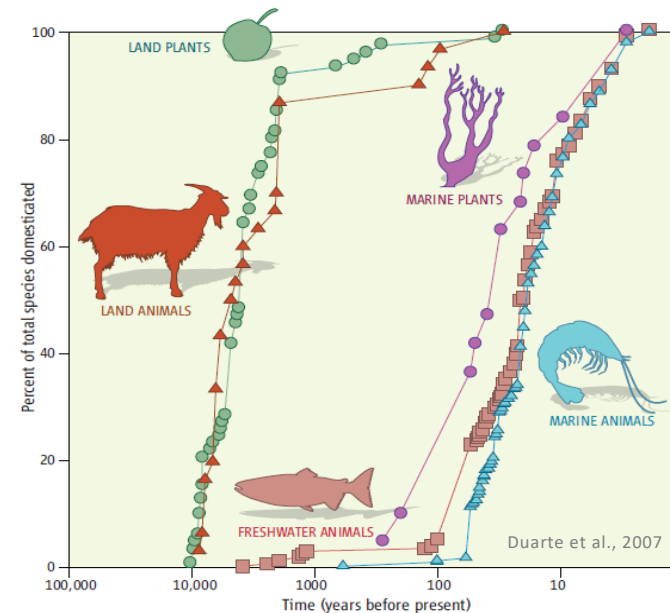 100
80
60
40
20
0
Percent of total species domesticated
LAND PLANTS
MARINE PLANTS
LAND ANIMALS
MARINE ANIMALS
FRESHWATER ANIMALS
Duarte et al., 2007
100,000
10,000
1000
100
10
Time (years before present)